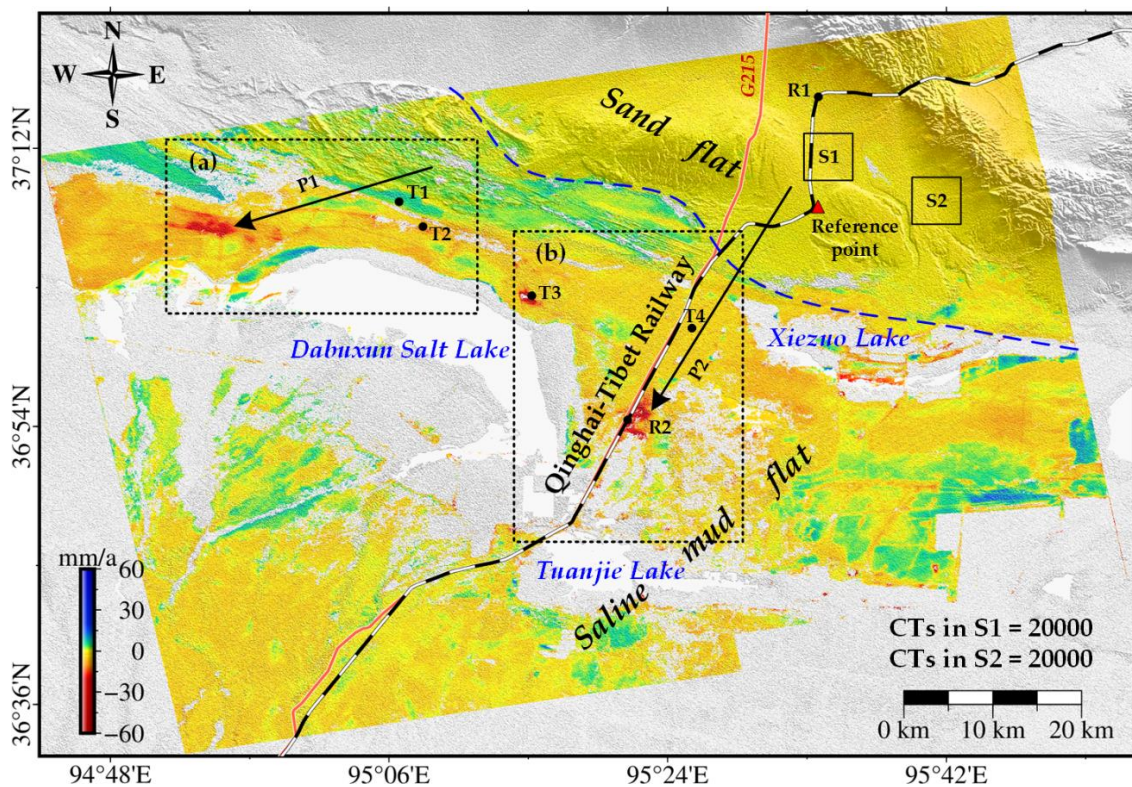 N
W E
S
Sand
flat
G215
R1
S1
S2
Reference
point
(a)
P1
T1
T2
(b)
T3
T4
P2
R2
Qinghai-Tibet Railway
Dabuxun Salt Lake
Xiezuo Lake
Tuanjie Lake
Saline mud flat
mm/a
60
30
0
−30
−60
CTs in S1 = 20000
CTs in S2 = 20000
0 km 10 km 20 km
37°12'N
36°54'N
36°36'N
94°48'E 95°06'E 95°24'E 95°42'E